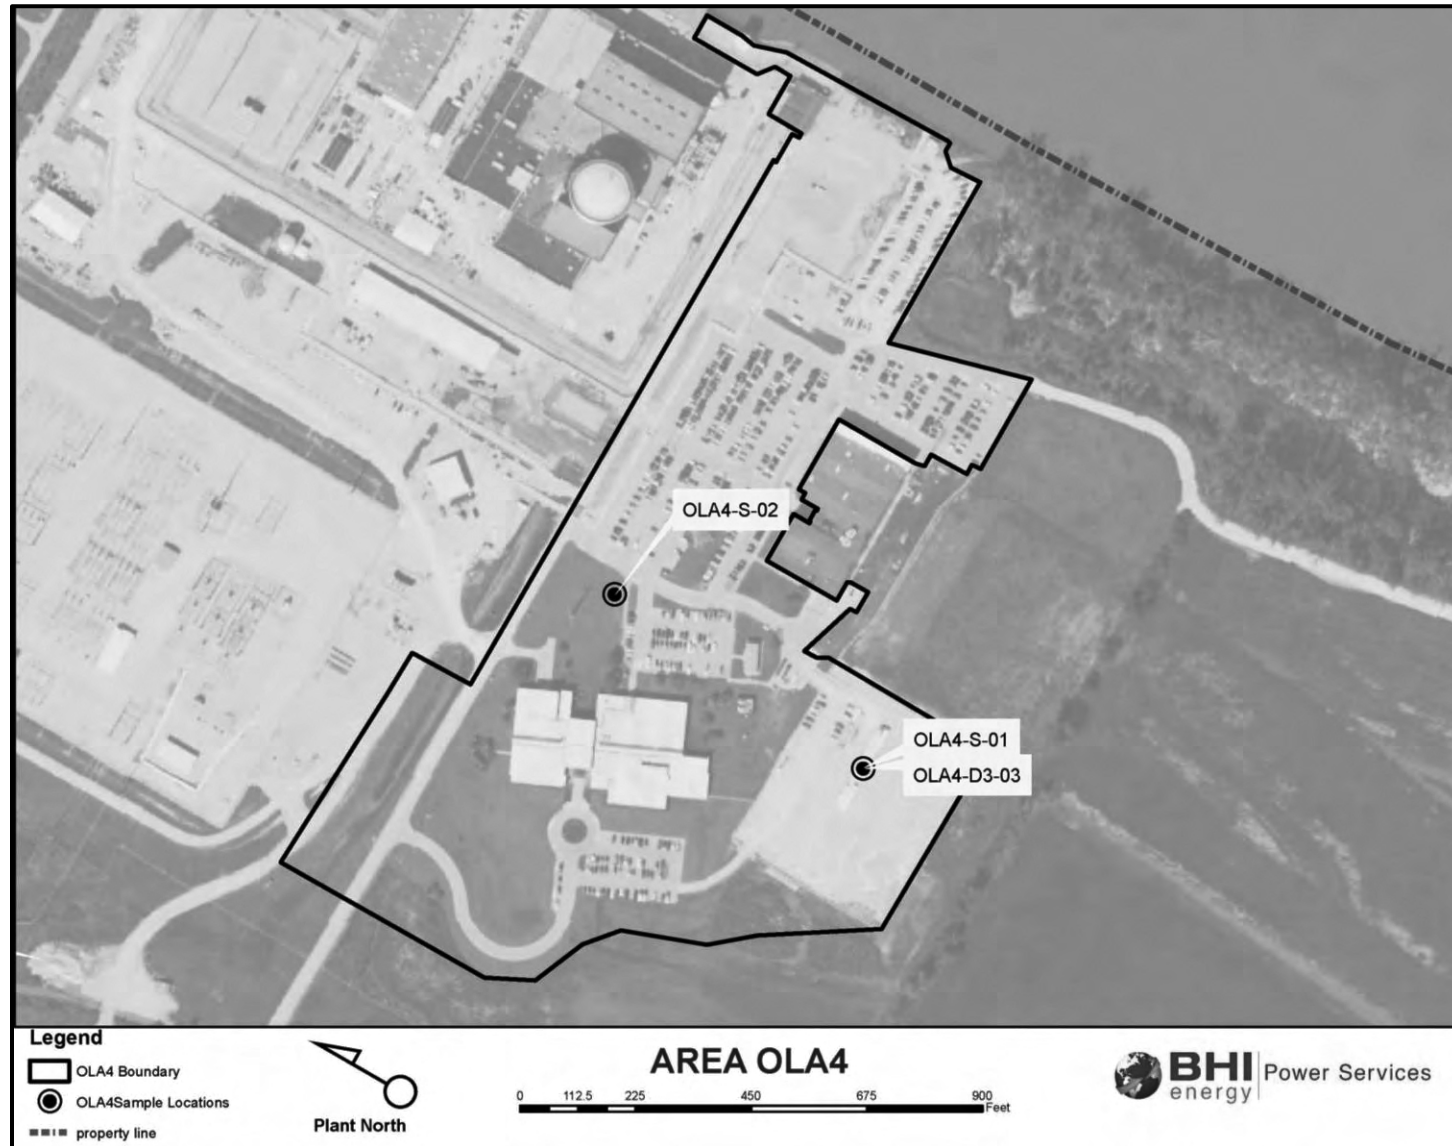 OLA4-S-02
OLA4-S-01
OLA4-D3-03
Legend
OLA4 Boundary
OLA4Sample Locations
property line
Plant North
AREA OLA4
0 112.5 225 450 675 900
Feet
BHI
energy
Power Services